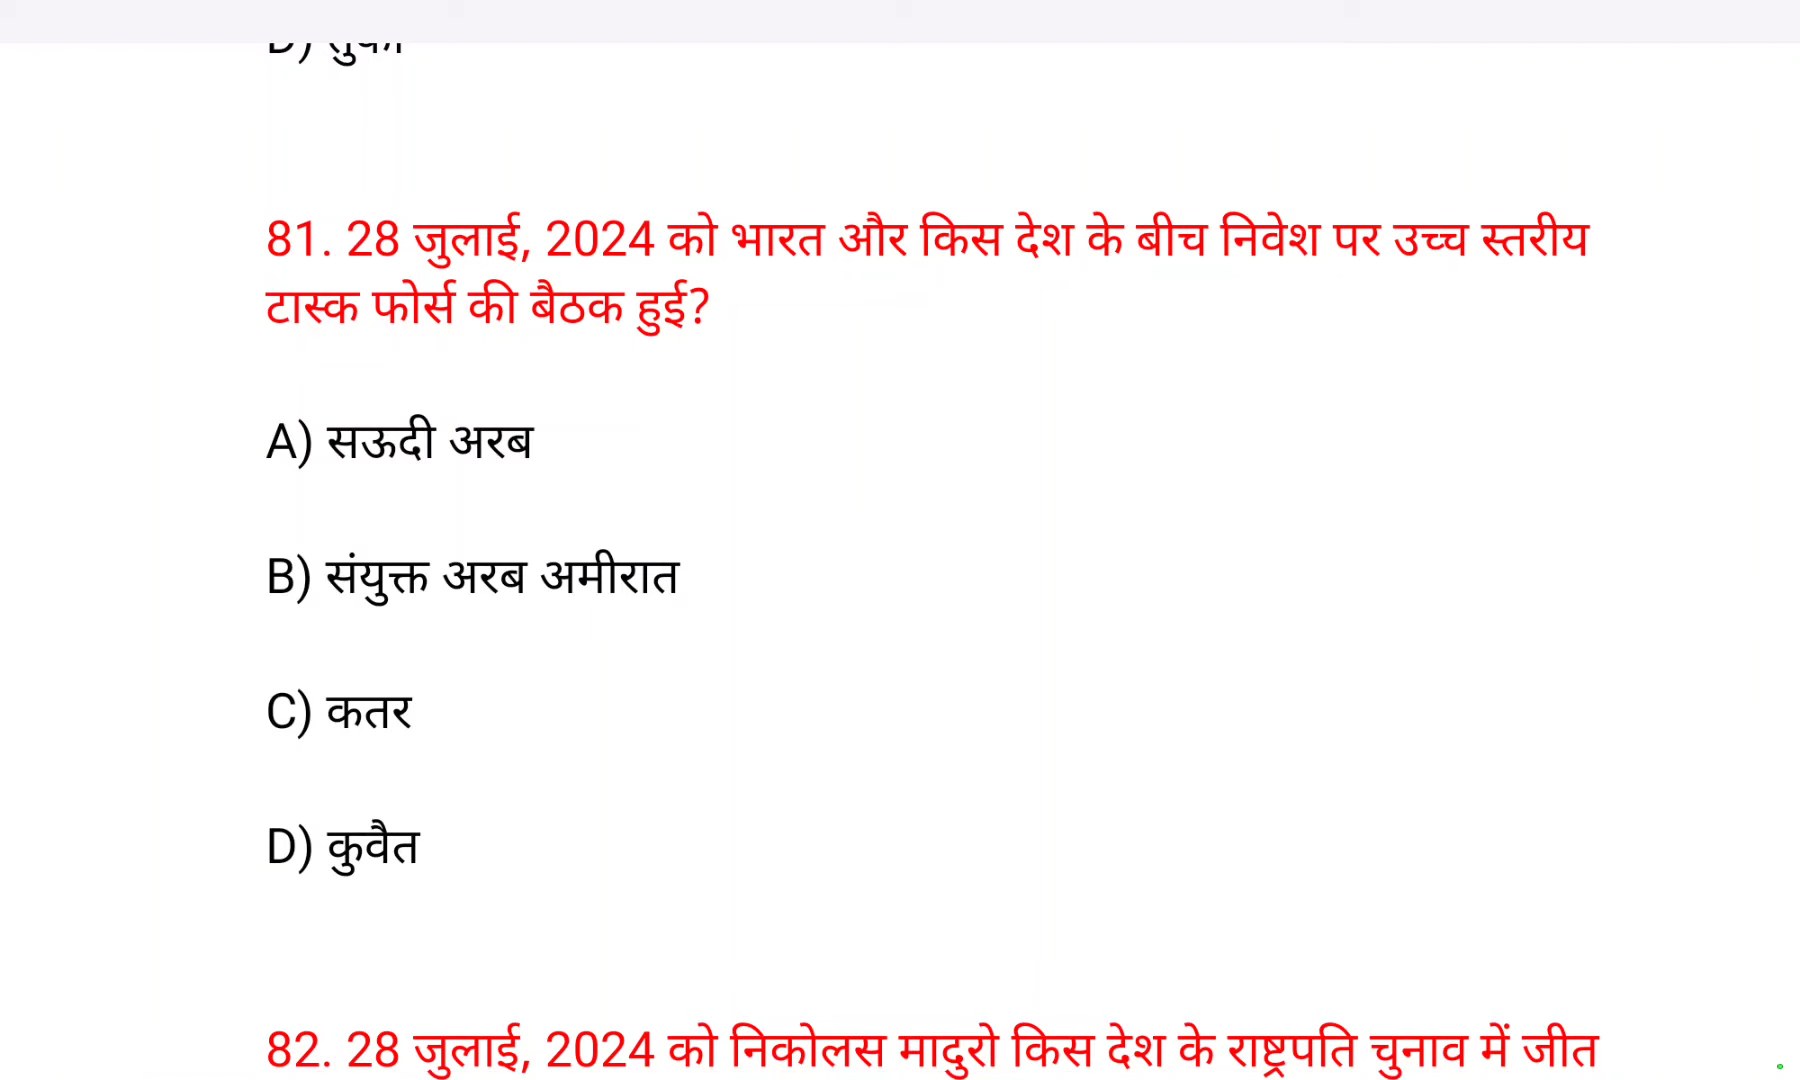 D)
81. 28 जुलाई, 2024 को भारत और किस देश के बीच निवेश पर उच्च स्तरीय
टास्क फोर्स की बैठक हुई?
A) सऊदी अरब
B) संयुक्त अरब अमीरात
C) कतर
D) कुवैत
82. 28 जुलाई, 2024 को निकोलस मादुरो किस देश के राष्ट्रपति चुनाव में जीत